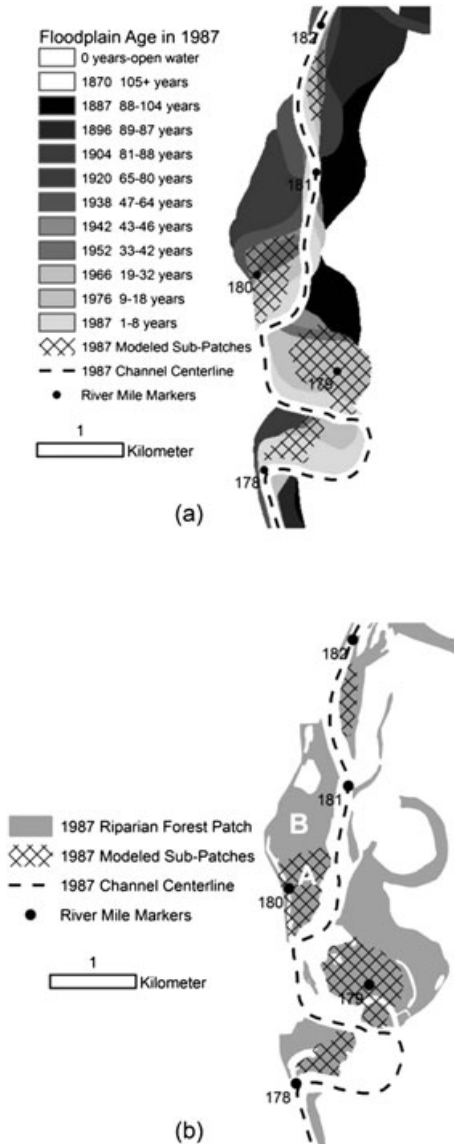 Floodplain Age in 1987
0 years-open water
1870 105+ years
1887 88-104 years
1896 89-87 years
1904 81-88 years
1920 65-80 years
1938 47-64 years
1942 43-46 years
1952 33-42 years
1966 19-32 years
1976 9-18 years
1987 1-8 years
1987 Modeled Sub-Patches
1987 Channel Centerline
River Mile Markers
1
Kilometer
182
181
180
179
178
(a)
182
181
B
A
180
179
178
1987 Riparian Forest Patch
1987 Modeled Sub-Patches
1987 Channel Centerline
River Mile Markers
1
Kilometer
(b)